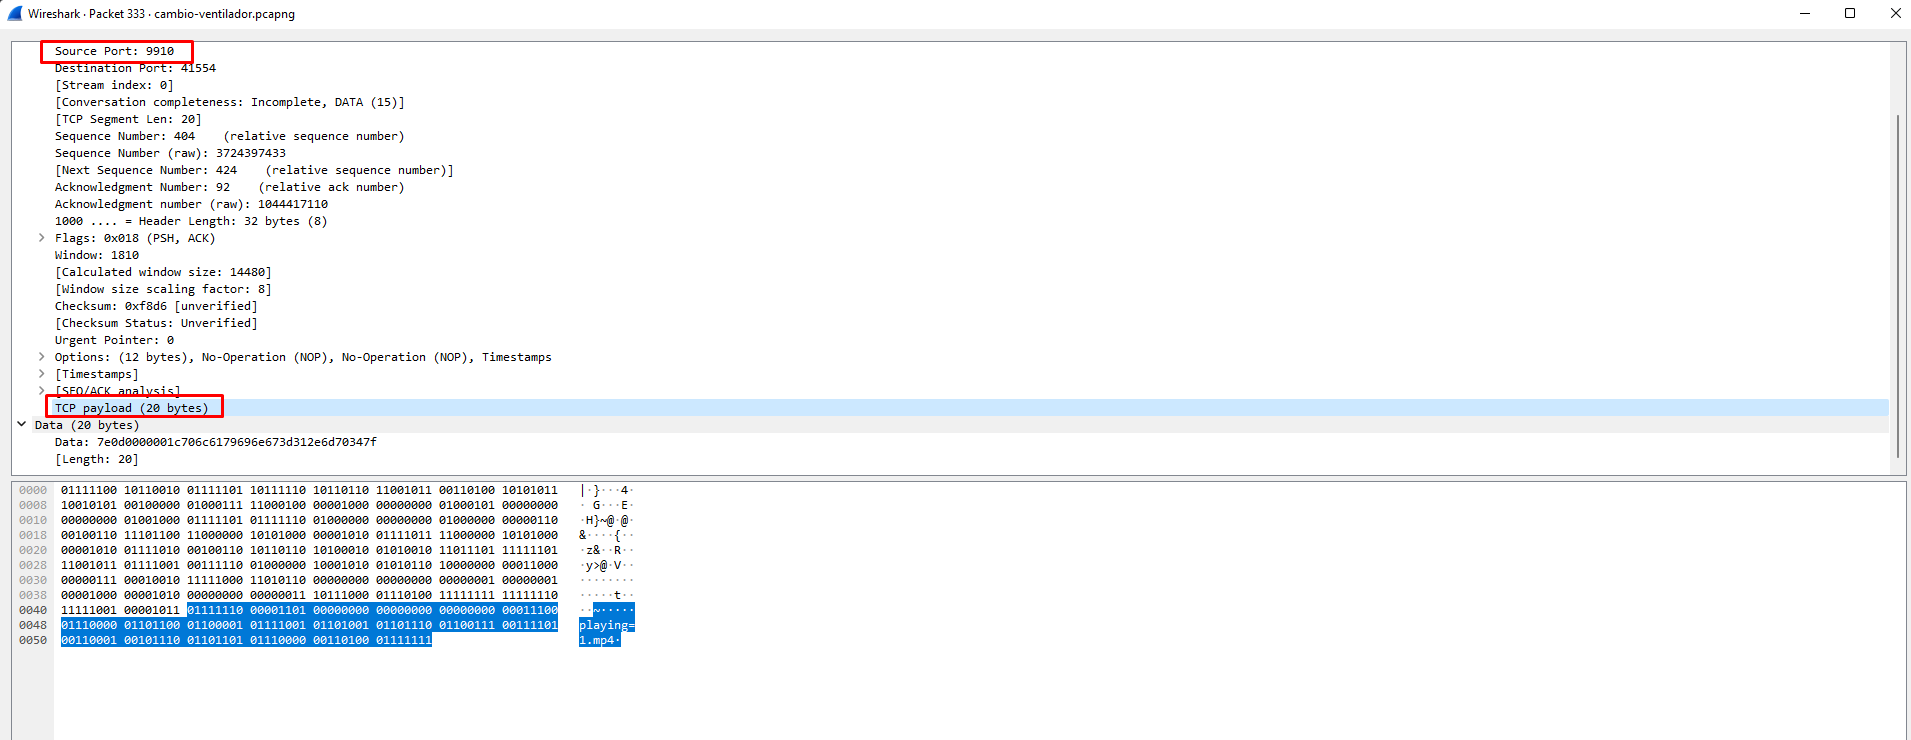 Wireshark · Packet 333 · cambio-ventilador.pcapng
Source Port: 9910
Destination Port: 41554
[Stream index: 0]
[Conversation completeness: Incomplete, DATA (15)]
[TCP Segment Len: 20]
Sequence Number: 404    (relative sequence number)
Sequence Number (raw): 3724397433
[Next Sequence Number: 424    (relative sequence number)]
Acknowledgment Number: 92    (relative ack number)
Acknowledgment number (raw): 1044417110
1000 .... = Header Length: 32 bytes (8)
Flags: 0x018 (PSH, ACK)
Window: 1810
[Calculated window size: 14480]
[Window size scaling factor: 8]
Checksum: 0xf8d6 [unverified]
[Checksum Status: Unverified]
Urgent Pointer: 0
Options: (12 bytes), No-Operation (NOP), No-Operation (NOP), Timestamps
[Timestamps]
[SEQ/ACK analysis]
TCP payload (20 bytes)
Data (20 bytes)
Data: 7e0d0000001c706c6179696e673d312e6d70347f
[Length: 20]
0000 01111100 10110010 01111101 10111110 10110110 11001011 00110100 10101011 |·}···4·
0008 10010101 00100000 01000111 11000100 00001000 00000000 01000101 00000000 · G···E·
0010 00000000 01001000 01111101 01111110 01000000 00000000 01000000 00000110 ·H}~@·@·
0018 00100110 11101100 11000000 10101000 00001010 01111011 11000000 10101000 &····{··
0020 00001010 01111010 00100110 10110110 10100010 01010010 11011101 11111101 ·z&··R··
0028 11001011 01111001 00111110 01000000 10001010 01010110 10000000 00011000 ·y>@·V··
0030 00000111 00010010 11111000 11010110 00000000 00000000 00000001 00000001 ········
0038 00001000 00001010 00000000 00000011 10111000 01110100 11111111 11111110 ·····t··
0040 11111001 00001011 01111110 00001101 00000000 00000000 00000000 00011100 ··~·····
0048 01110000 01101100 01100001 01111001 01101001 01101110 01100111 00111101 playing=
0050 00110001 00101110 01101101 01110000 00110100 01111111 1.mp4·